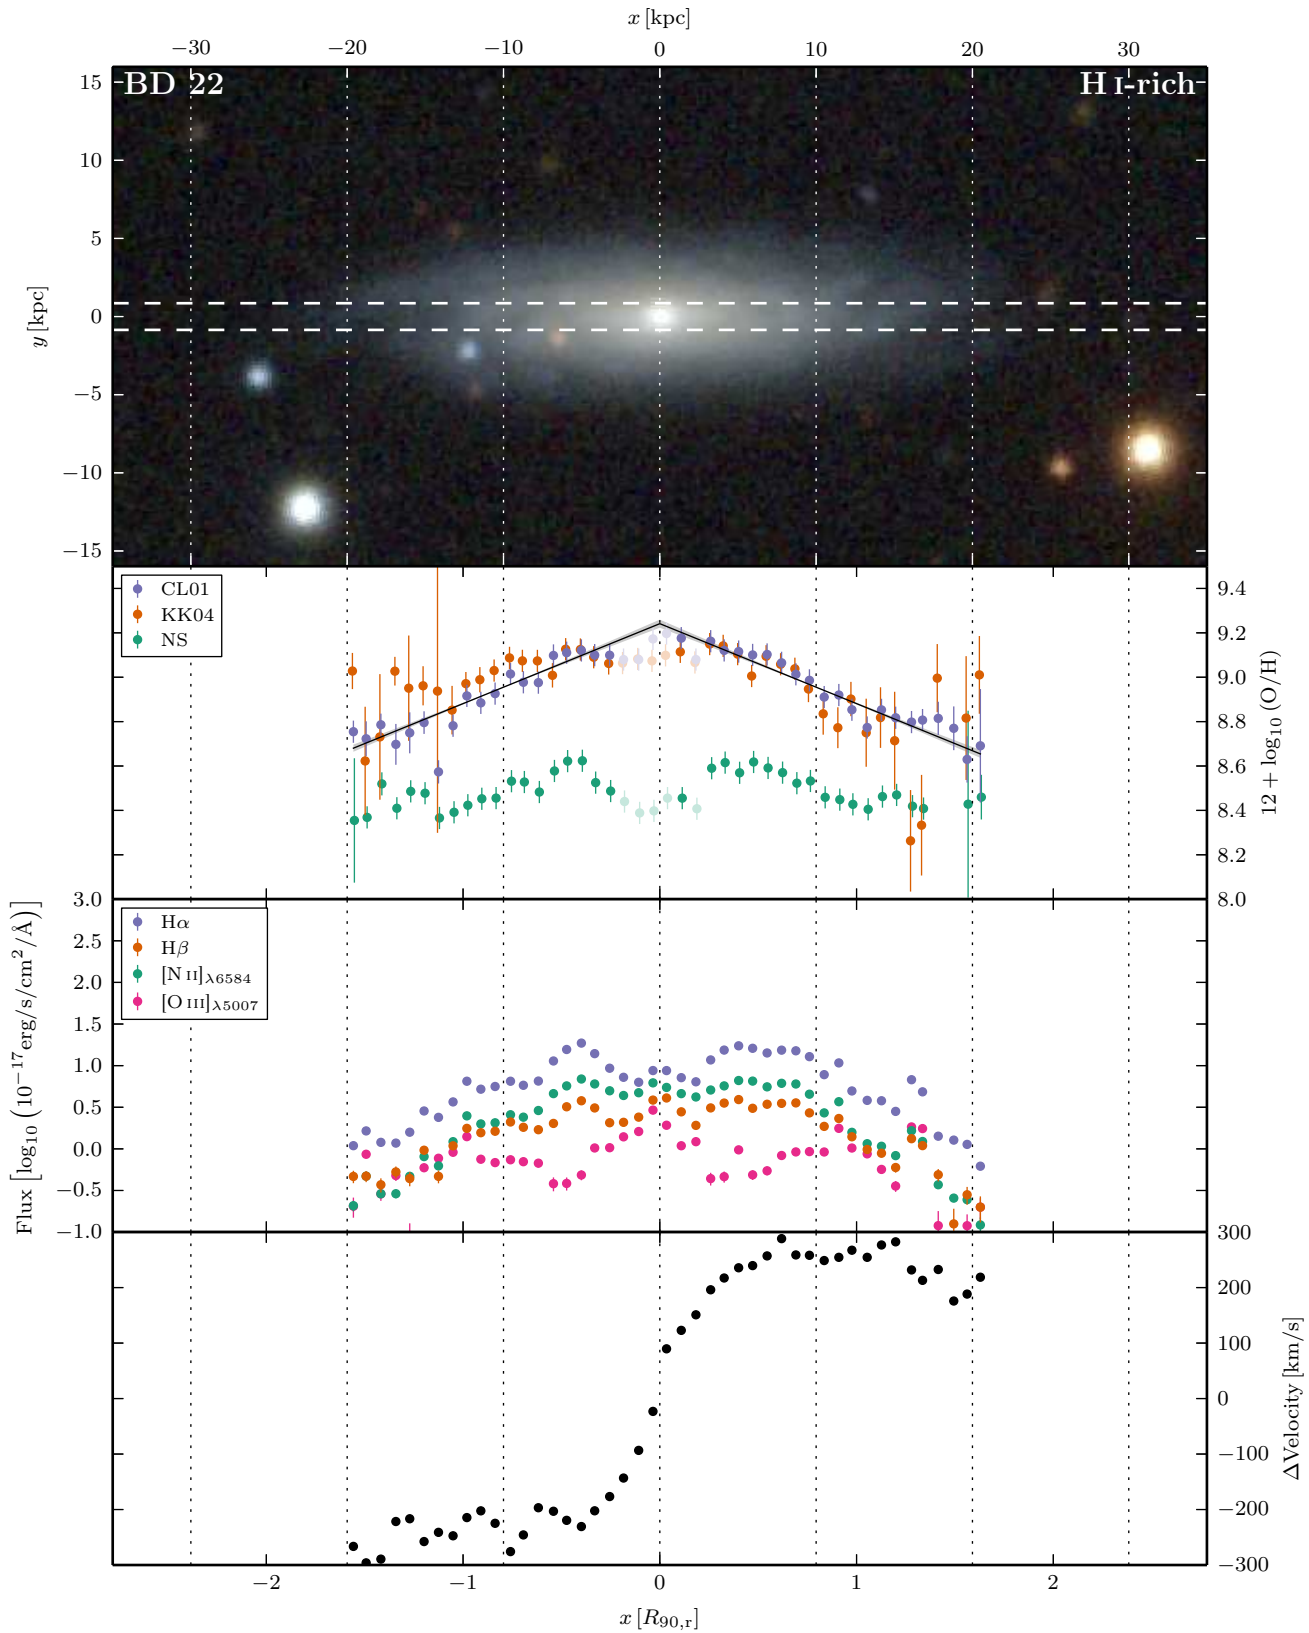 x [kpc]
−30 −20 −10 0 10 20 30
BD 22 H I-rich
15
10
5
0
−5
−10
−15
y [kpc]
CL01
KK04
NS
9.4
9.2
9.0
8.8
8.6
8.4
8.2
8.0
12 + log₁₀ (O/H)
Hα
Hβ
[N II]λ6584
[O III]λ5007
3.0
2.5
2.0
1.5
1.0
0.5
0.0
−0.5
−1.0
Flux [log₁₀ (10⁻¹⁷erg/s/cm²/Å)]
300
200
100
0
−100
−200
−300
ΔVelocity [km/s]
−2 −1 0 1 2
x [R₉₀,ᵣ]